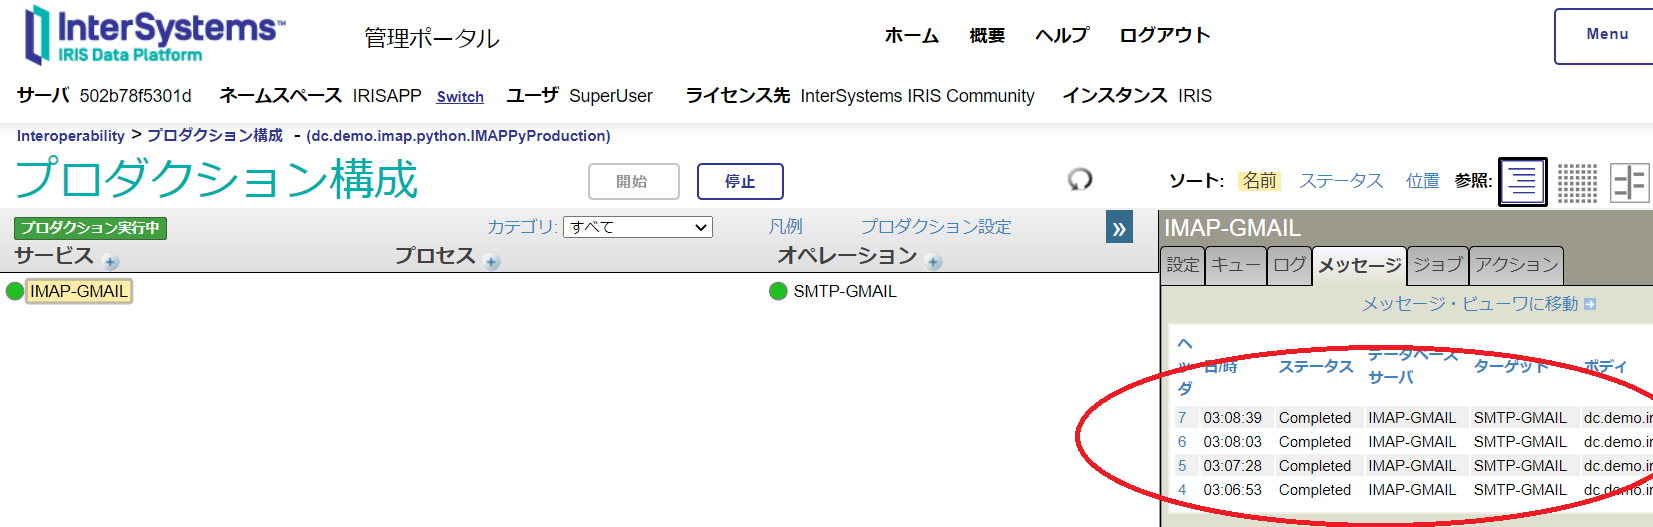 InterSystems™
IRIS Data Platform
管理ポータル
ホーム 概要 ヘルプ ログアウト
Menu
サーバ 502b78f5301d ネームスペース IRISAPP Switch ユーザ SuperUser ライセンス先 InterSystems IRIS Community インスタンス IRIS
Interoperability > プロダクション構成 - (dc.demo.imap.python.IMAPPyProduction)
プロダクション構成
開始 停止
ソート: 名前 ステータス 位置 参照:
プロダクション実行中
カテゴリ: すべて 凡例 プロダクション設定 »
サービス プロセス オペレーション
IMAP-GMAIL SMTP-GMAIL
IMAP-GMAIL
設定 キュー ログ メッセージ ジョブ アクション
メッセージ・ビューワに移動
ヘッダ 日/時 ステータス データベースサーバ ターゲット ボディ
7 03:08:39 Completed IMAP-GMAIL SMTP-GMAIL dc.demo.ir
6 03:08:03 Completed IMAP-GMAIL SMTP-GMAIL dc.demo.ir
5 03:07:28 Completed IMAP-GMAIL SMTP-GMAIL dc.demo.ir
4 03:06:53 Completed IMAP-GMAIL SMTP-GMAIL dc.demo.ir